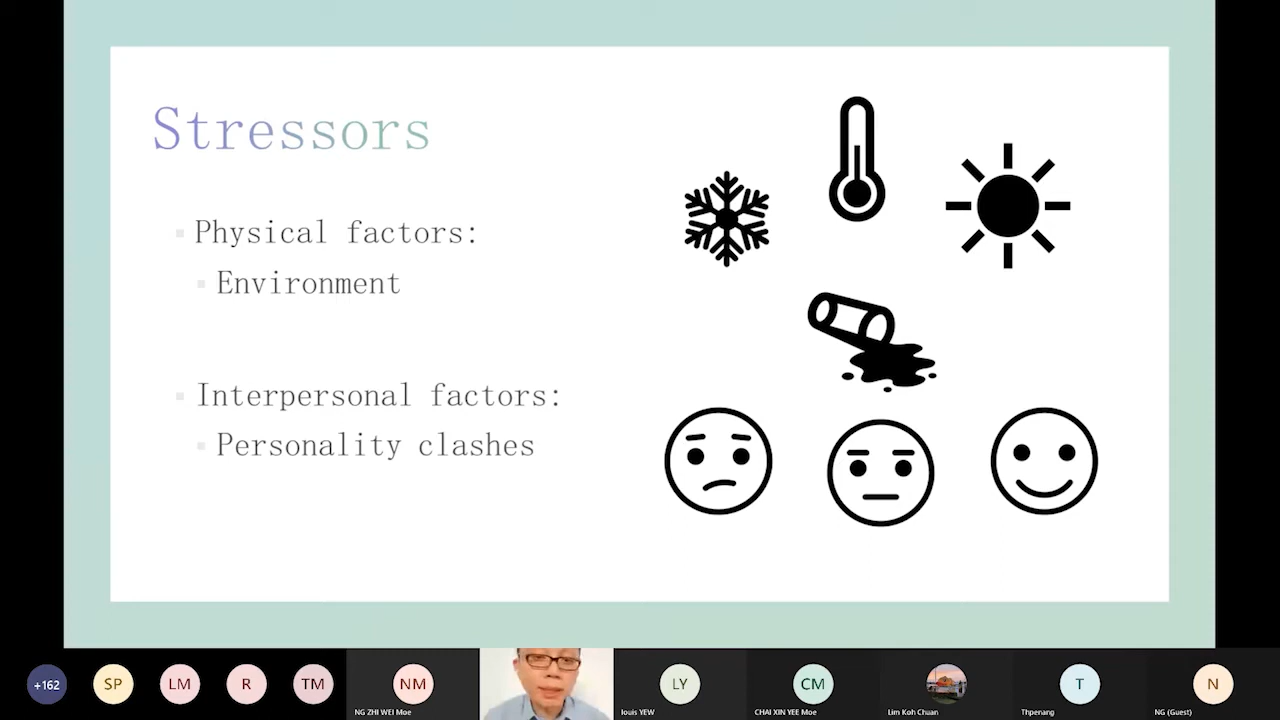 Stressors
Physical factors:
Environment
Interpersonal factors:
Personality clashes
+162
SP
LM
R
TM
NM
LY
CM
T
N
NG ZHI WEI Moe
louis YEW
CHAI XIN YEE Moe
Lim Koh Chuan
Thpenang
NG (Guest)